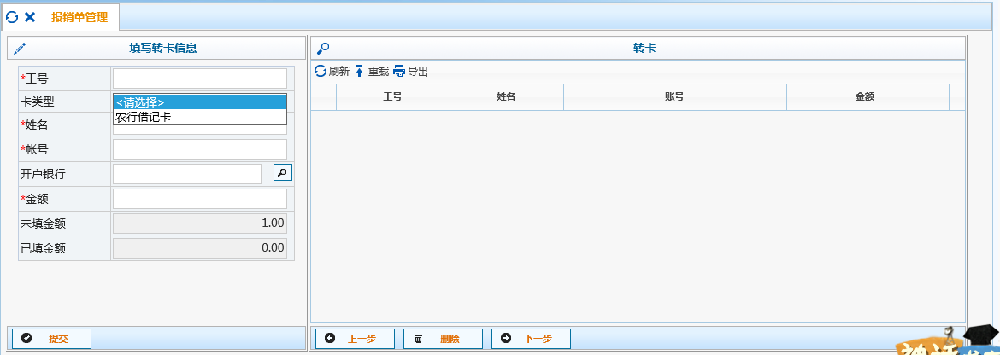 报销单管理
填写转卡信息
*工号
卡类型
<请选择>
农行借记卡
*姓名
*帐号
开户银行
*金额
未填金额 1.00
已填金额 0.00
提交
转卡
刷新 重载 导出
工号 姓名 账号 金额
上一步 删除 下一步